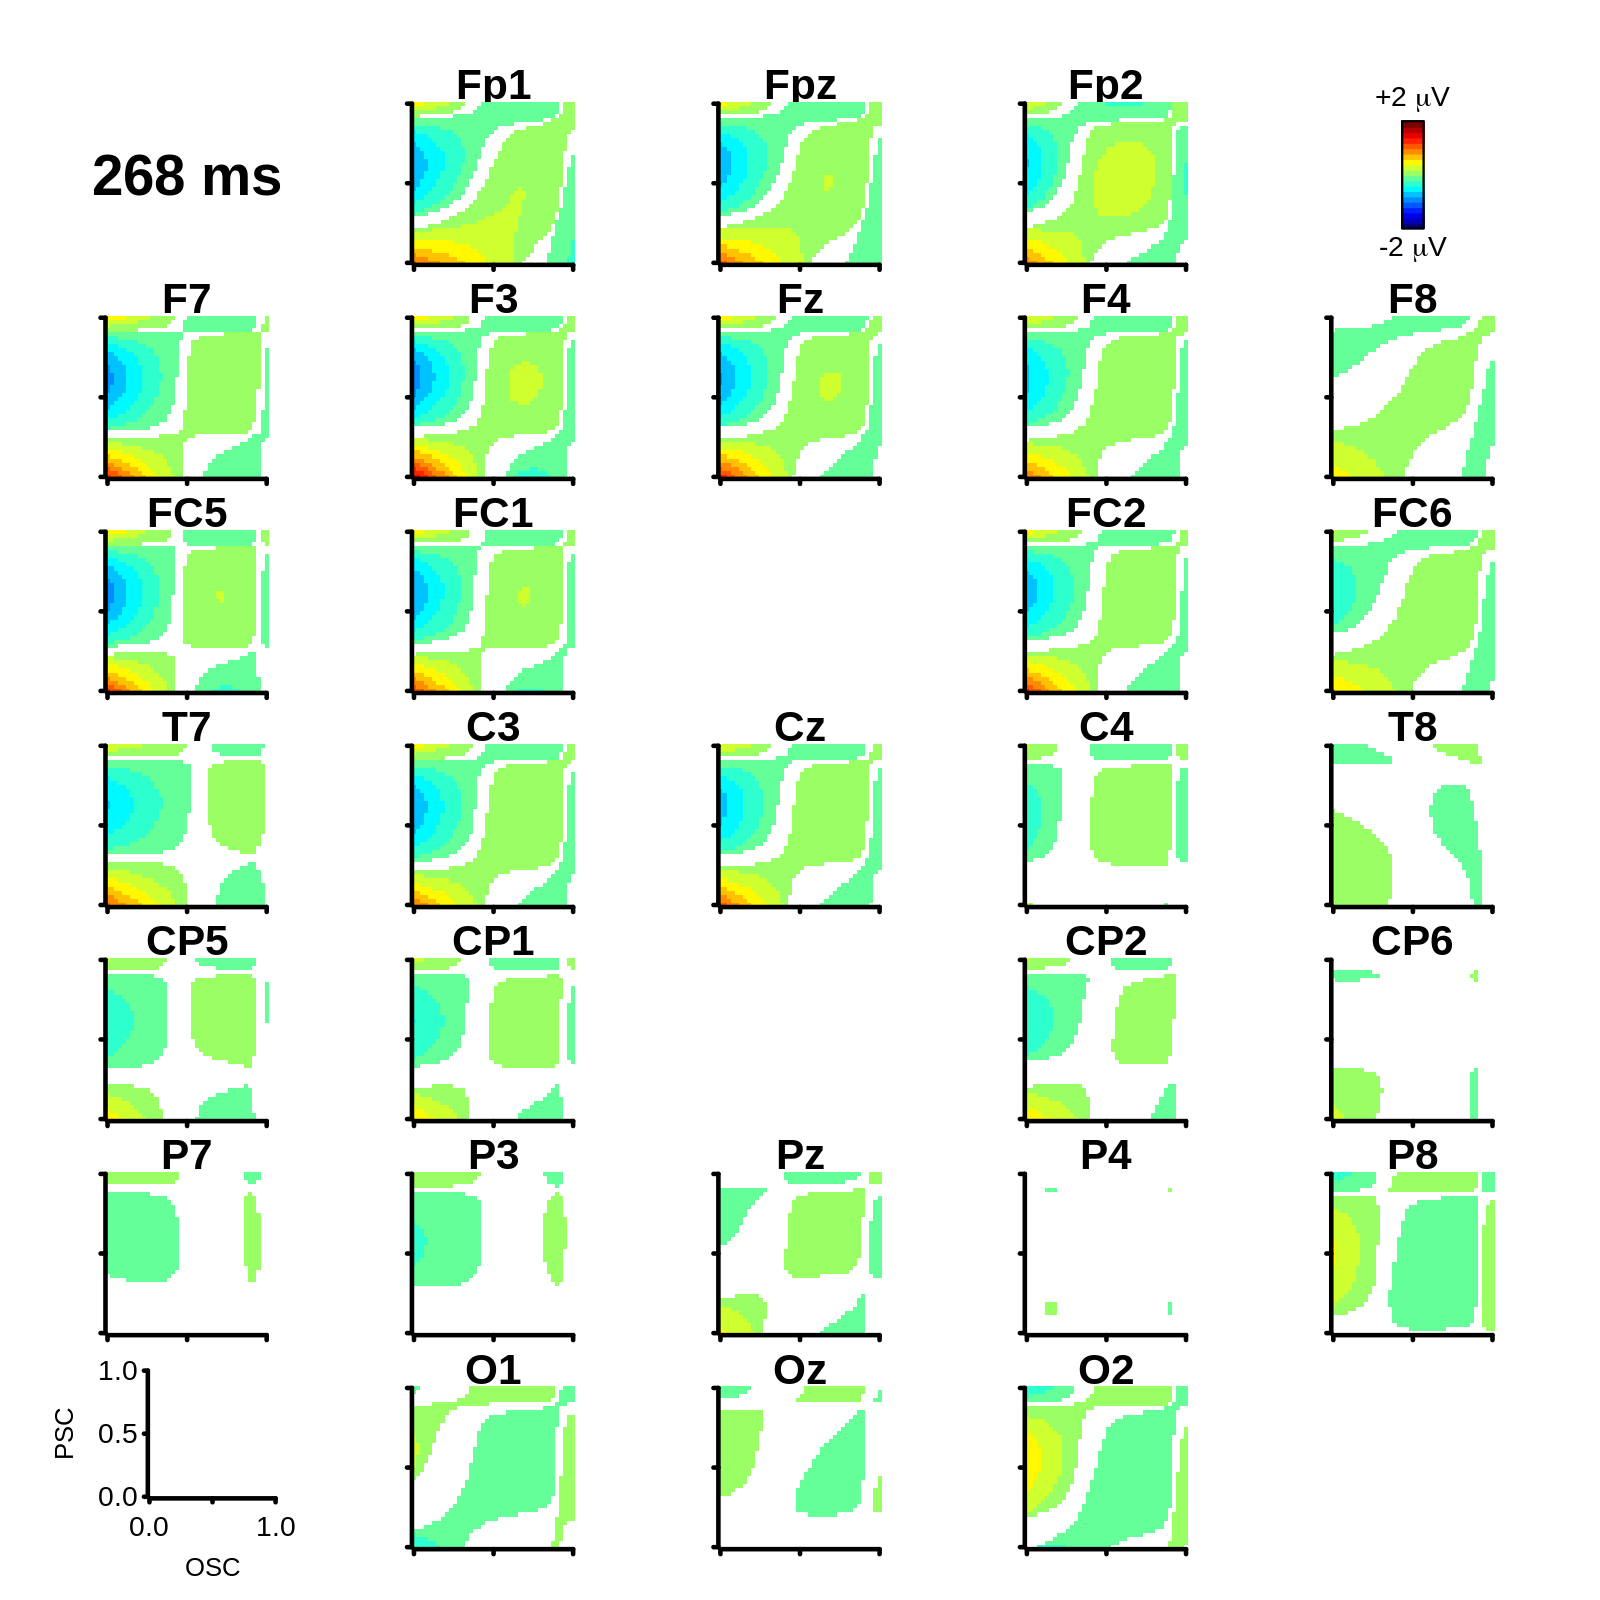 Fp1 Fpz Fp2
+2 μV
268 ms
-2 μV
F7 F3 Fz F4 F8
FC5 FC1 FC2 FC6
T7 C3 Cz C4 T8
CP5 CP1 CP2 CP6
P7 P3 Pz P4 P8
O1 Oz O2
1.0
0.5
0.0
PSC
0.0 1.0
OSC